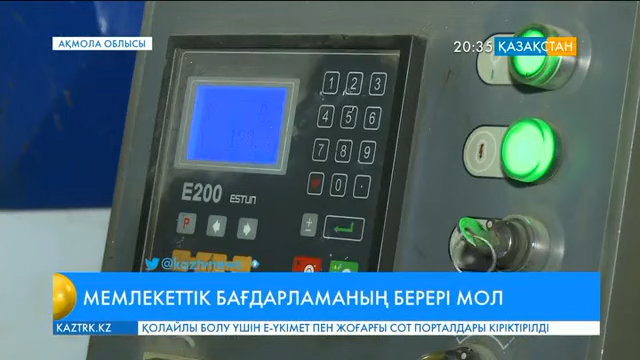 АҚМОЛА ОБЛЫСЫ
20:35 ҚАЗАҚСТАН
1 2 3
4 5 6
7 8 9
0 .
E200 ESTUN
P
±
@kaztvnews
МЕМЛЕКЕТТІК БАҒДАРЛАМАНЫҢ БЕРЕРІ МОЛ
KAZTRK.KZ
ҚОЛАЙЛЫ БОЛУ ҮШІН Е-ҮКІМЕТ ПЕН ЖОҒАРҒЫ СОТ ПОРТАЛДАРЫ КІРІКТІРІЛДІ